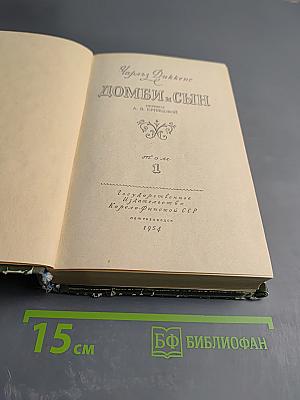 Чарльз Диккенс
ДОМБИ и СЫН
ПЕРЕВОД
А. В. КРИВЦОВОЙ
том
1
Государственное
Издательство
Карело-Финской ССР
ПЕТРОЗАВОДСК
1954
15 см
БФ БИБЛИОФАН